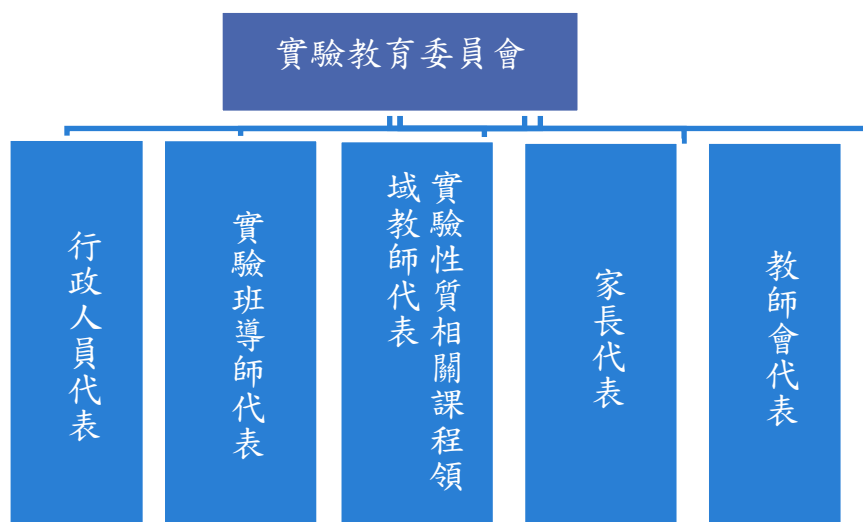 實驗教育委員會
行政人員代表
實驗班導師代表
實驗性質相關課程領
域教師代表
家長代表
教師會代表